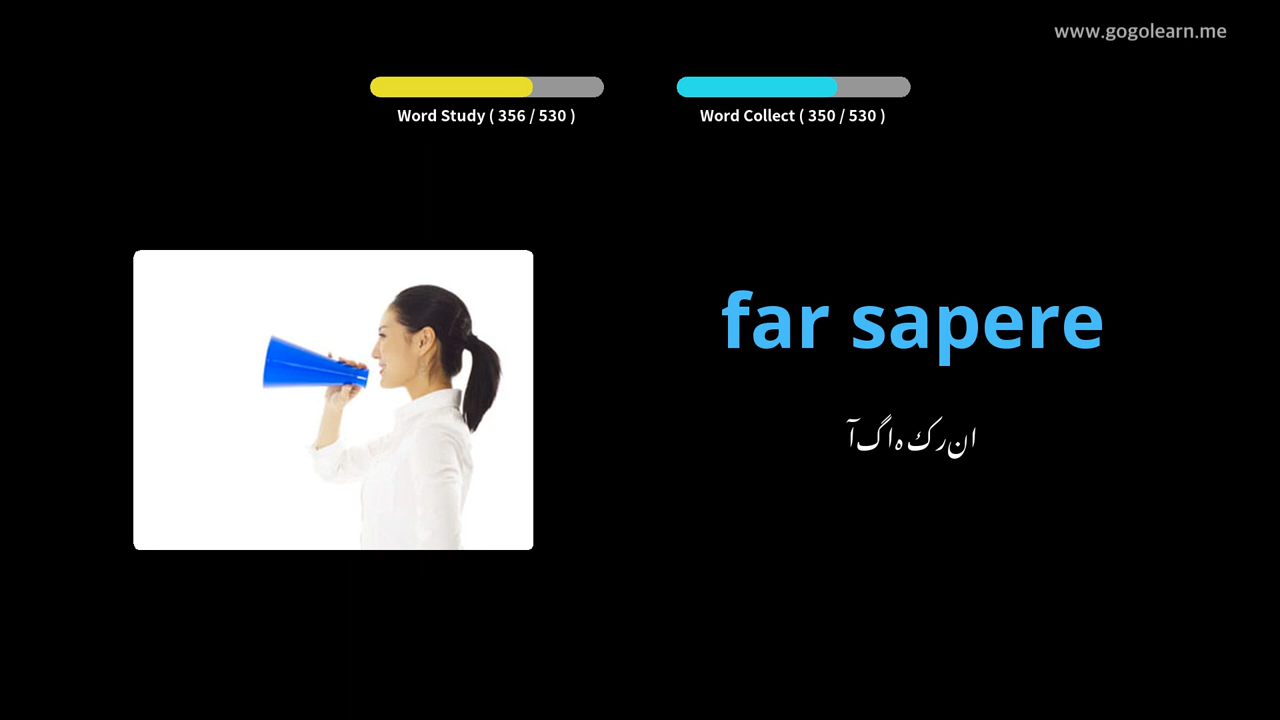 www.gogolearn.me
Word Study ( 356 / 530 )
Word Collect ( 350 / 530 )
far sapere
آگاہ کرنا